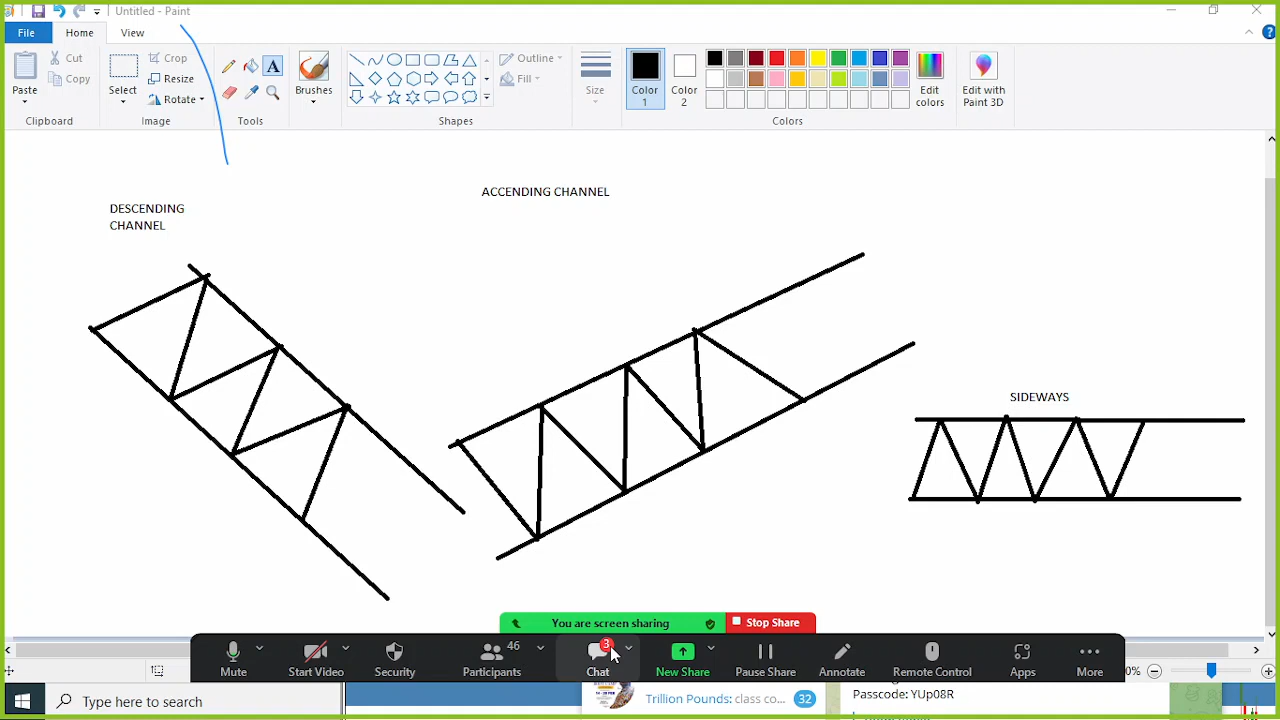 Untitled - Paint
File Home View
Paste
Cut
Copy
Clipboard
Select
Crop
Resize
Rotate
Image
A
Tools
Brushes
Shapes
Outline
Fill
Size
Color 1
Color 2
Colors
Edit colors
Edit with Paint 3D
ACCENDING CHANNEL
DESCENDING
CHANNEL
SIDEWAYS
You are screen sharing
Stop Share
46
3
Mute Start Video Security Participants Chat New Share Pause Share Annotate Remote Control Apps More
0%
Type here to search
Trillion Pounds: class co... 32
Passcode: YUp08R